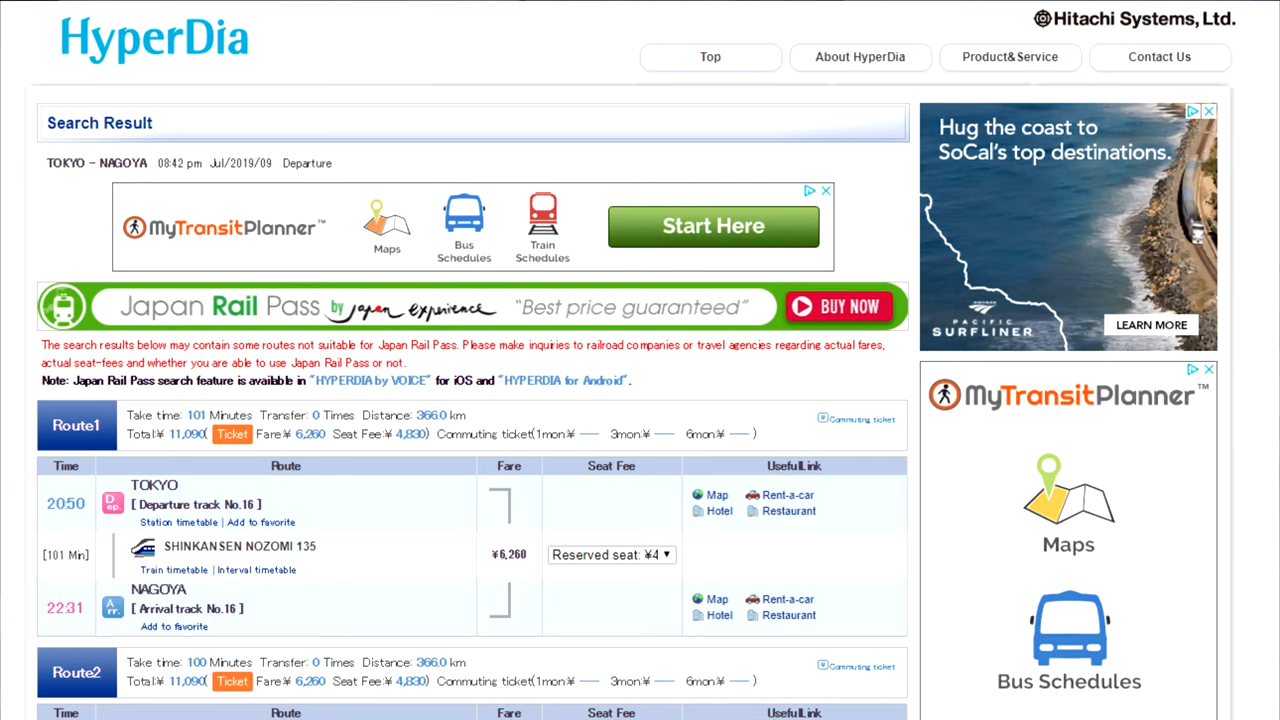 HyperDia
Hitachi Systems, Ltd.
Top
About HyperDia
Product&Service
Contact Us
Search Result
TOKYO - NAGOYA 08:42 pm Jul/2019/09 Departure
MyTransitPlanner™
Maps
Bus
Schedules
Train
Schedules
Start Here
Japan Rail Pass by japan experience "Best price guaranteed" BUY NOW
The search results below may contain some routes not suitable for Japan Rail Pass. Please make inquiries to railroad companies or travel agencies regarding actual fares,
actual seat-fees and whether you are able to use Japan Rail Pass or not.
Note: Japan Rail Pass search feature is available in "HYPERDIA by VOICE" for iOS and "HYPERDIA for Android".
Route1
Take time: 101 Minutes Transfer: 0 Times Distance: 366.0 km
Commuting ticket
Total:¥ 11,090( Ticket Fare:¥ 6,260 Seat Fee:¥ 4,830) Commuting ticket(1mon:¥ ── 3mon:¥ ── 6mon:¥ ── )
Time Route Fare Seat Fee Useful Link
20:50
Dep.
TOKYO
[ Departure track No.16 ]
Station timetable | Add to favorite
Map Rent-a-car
Hotel Restaurant
[101 Min]
SHINKANSEN NOZOMI 135
Train timetable | Interval timetable
¥6,260
Reserved seat: ¥4
22:31
Arr.
NAGOYA
[ Arrival track No.16 ]
Add to favorite
Map Rent-a-car
Hotel Restaurant
Route2
Take time: 100 Minutes Transfer: 0 Times Distance: 366.0 km
Commuting ticket
Total:¥ 11,090( Ticket Fare:¥ 6,260 Seat Fee:¥ 4,830) Commuting ticket(1mon:¥ ── 3mon:¥ ── 6mon:¥ ── )
Time Route Fare Seat Fee Useful Link
Hug the coast to
SoCal's top destinations.
AMTRAK
PACIFIC
SURFLINER
LEARN MORE
MyTransitPlanner™
Maps
Bus Schedules